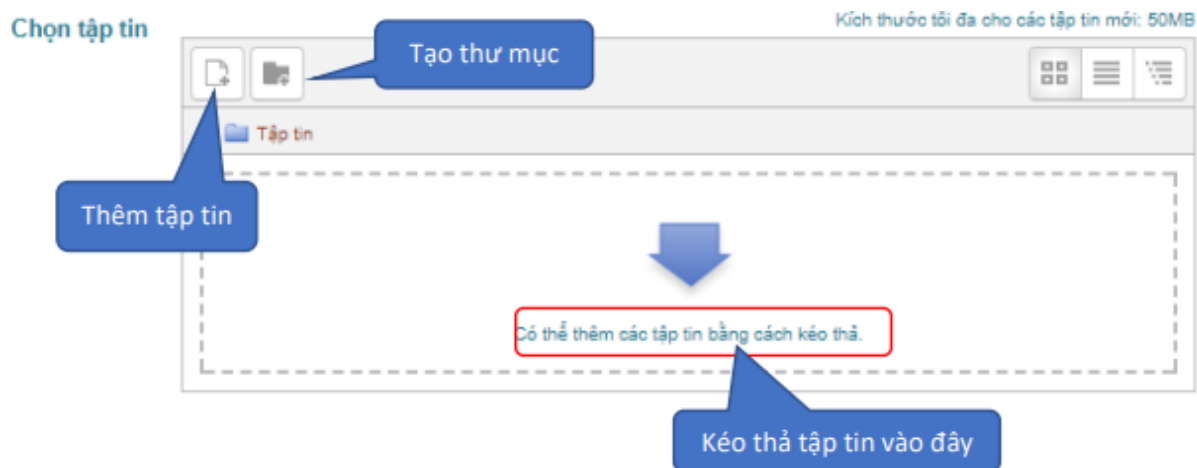 Chọn tập tin
Kích thước tối đa cho các tập tin mới: 50MB
Tạo thư mục
Tập tin
Thêm tập tin
Có thể thêm các tập tin bằng cách kéo thả.
Kéo thả tập tin vào đây